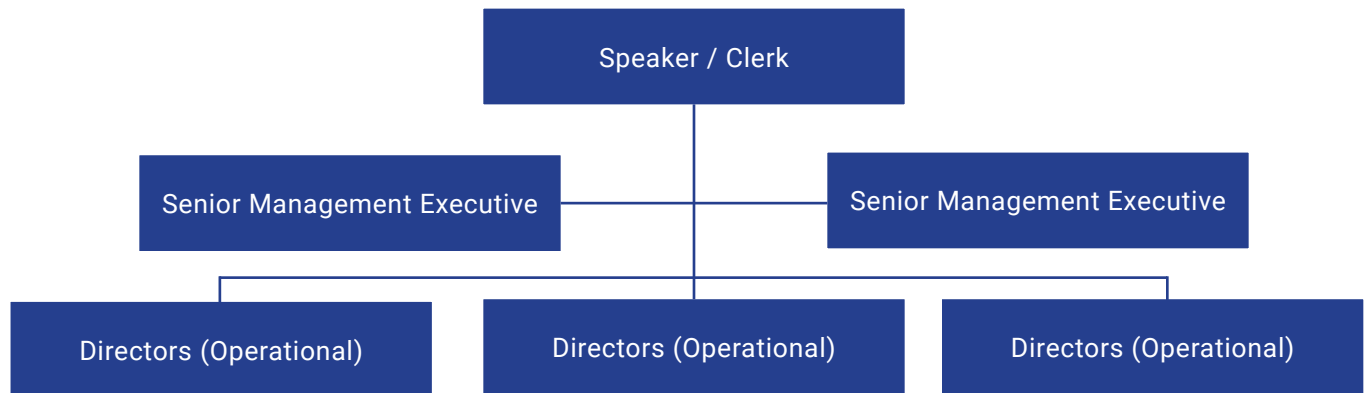 Speaker / Clerk
Senior Management Executive
Senior Management Executive
Directors (Operational)
Directors (Operational)
Directors (Operational)